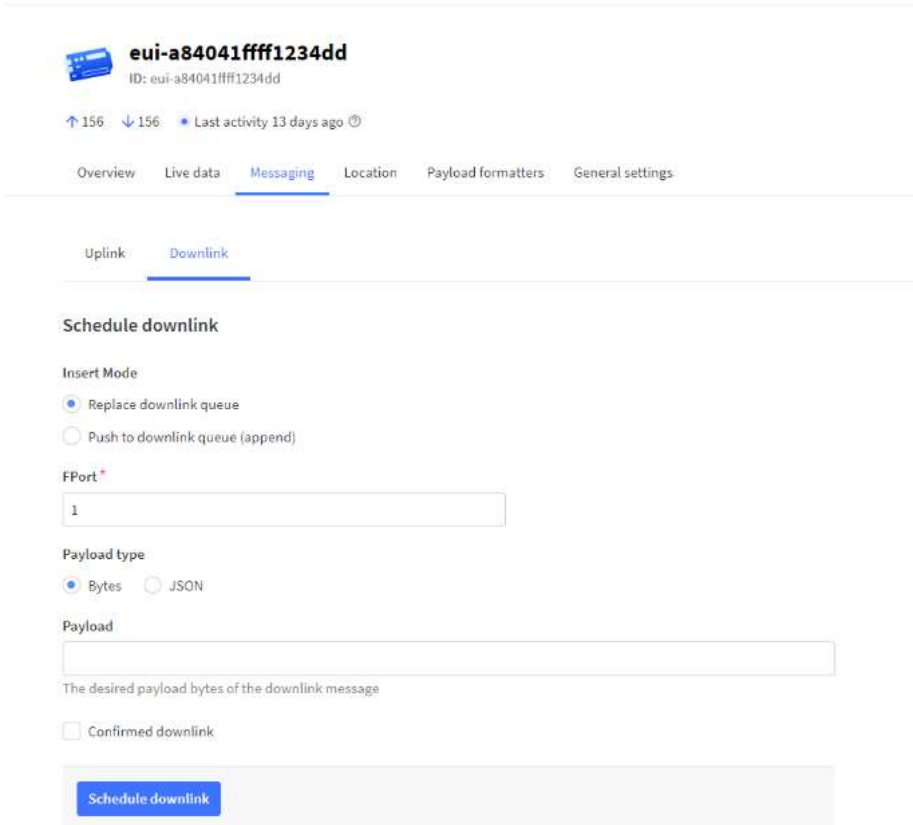 eui-a84041ffff1234dd
ID: eui-a84041ffff1234dd
↑ 156 ↓ 156 • Last activity 13 days ago
Overview Live data Messaging Location Payload formatters General settings
Uplink Downlink
Schedule downlink
Insert Mode
Replace downlink queue
Push to downlink queue (append)
FPort *
1
Payload type
Bytes JSON
Payload
The desired payload bytes of the downlink message
Confirmed downlink
Schedule downlink